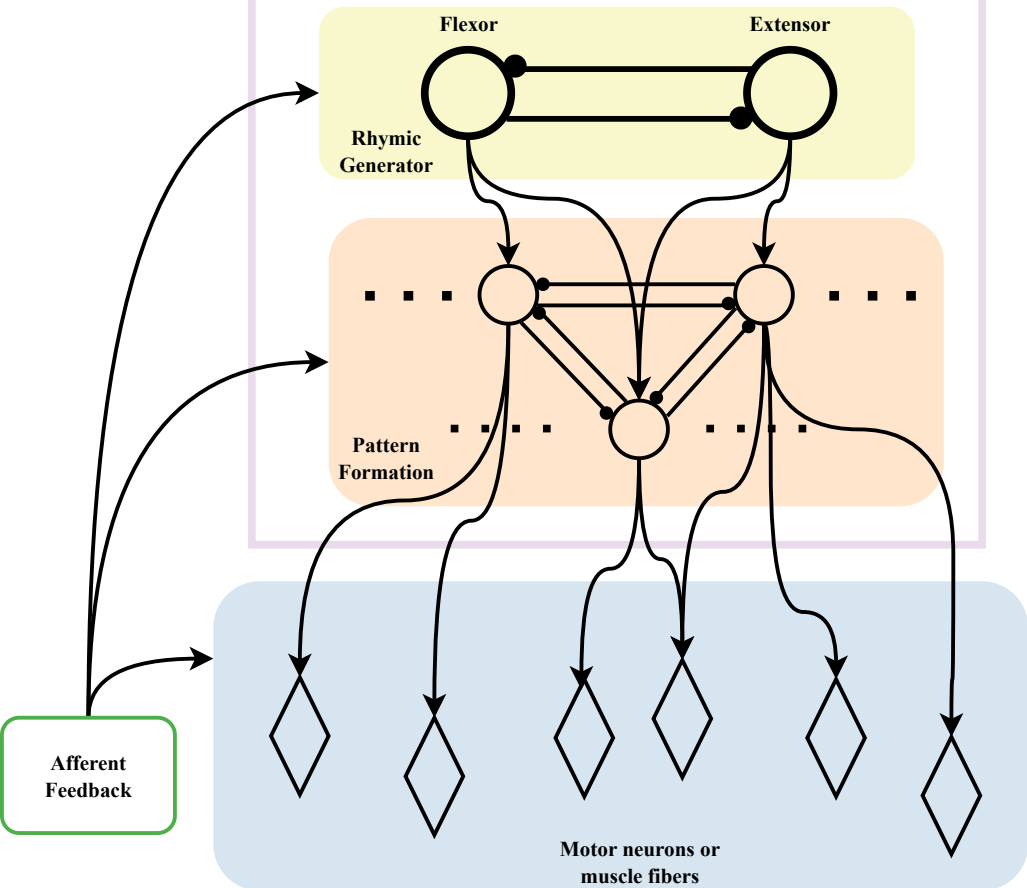 Flexor
Extensor
Rhymic
Generator
Pattern
Formation
Afferent
Feedback
Motor neurons or
muscle fibers